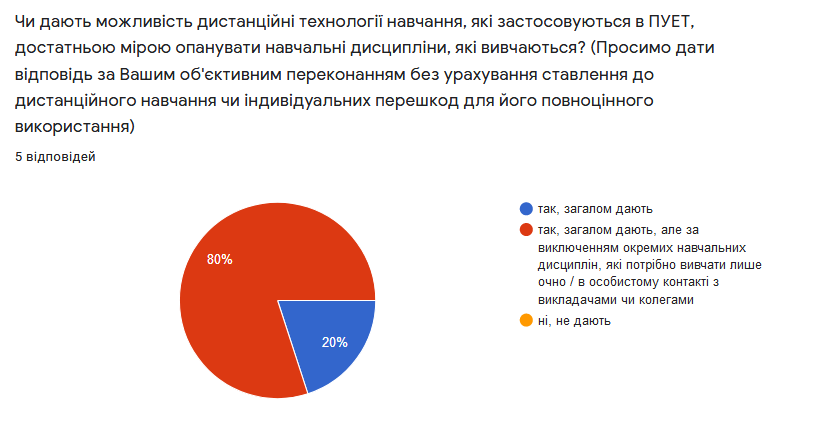 Чи дають можливість дистанційні технології навчання, які застосовуються в ПУЕТ,
достатньою мірою опанувати навчальні дисципліни, які вивчаються? (Просимо дати
відповідь за Вашим об'єктивним переконанням без урахування ставлення до
дистанційного навчання чи індивідуальних перешкод для його повноцінного
використання)
5 відповідей
80%
20%
так, загалом дають
так, загалом дають, але за
виключенням окремих навчальних
дисциплін, які потрібно вивчати лише
очно / в особистому контакті з
викладачами чи колегами
ні, не дають